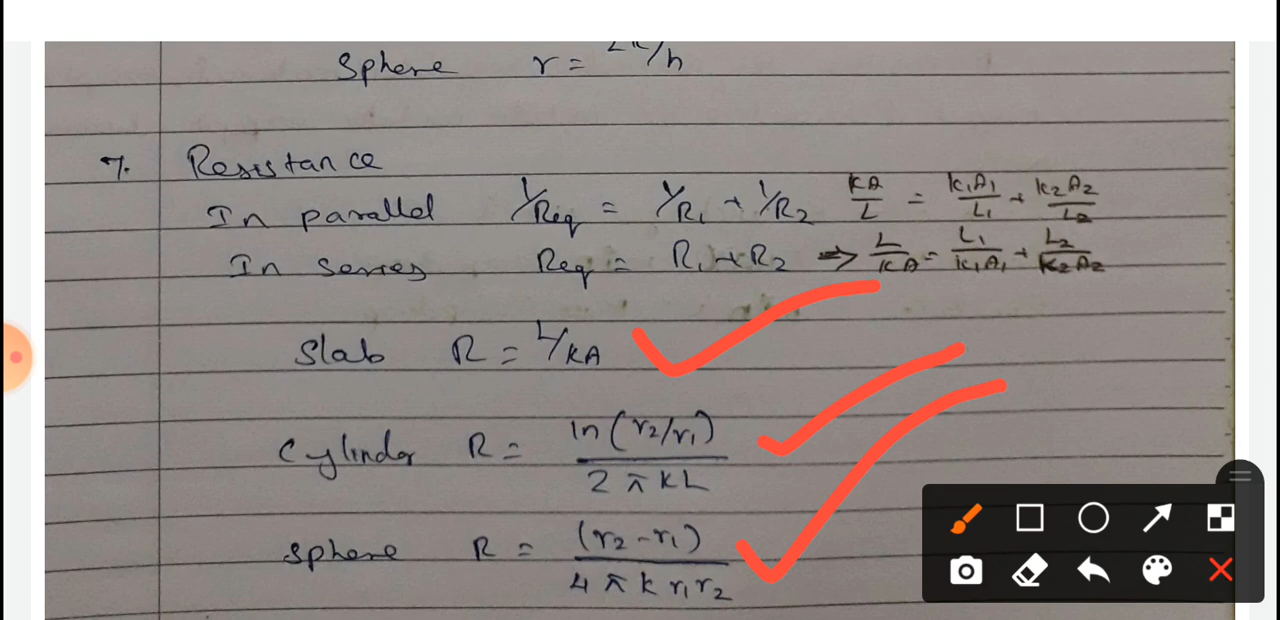 Sphere r = 2k/h
7. Resistance
In parallel 1/Req = 1/R1 + 1/R2 KA/L = K1A1/L1 + K2A2/L2
In series Req = R1 + R2 => L/KA = L1/K1A1 + L2/K2A2
Slab R = L/KA
Cylinder R = ln(r2/r1)/2πKL
Sphere R = (r2-r1)/4πk r1r2